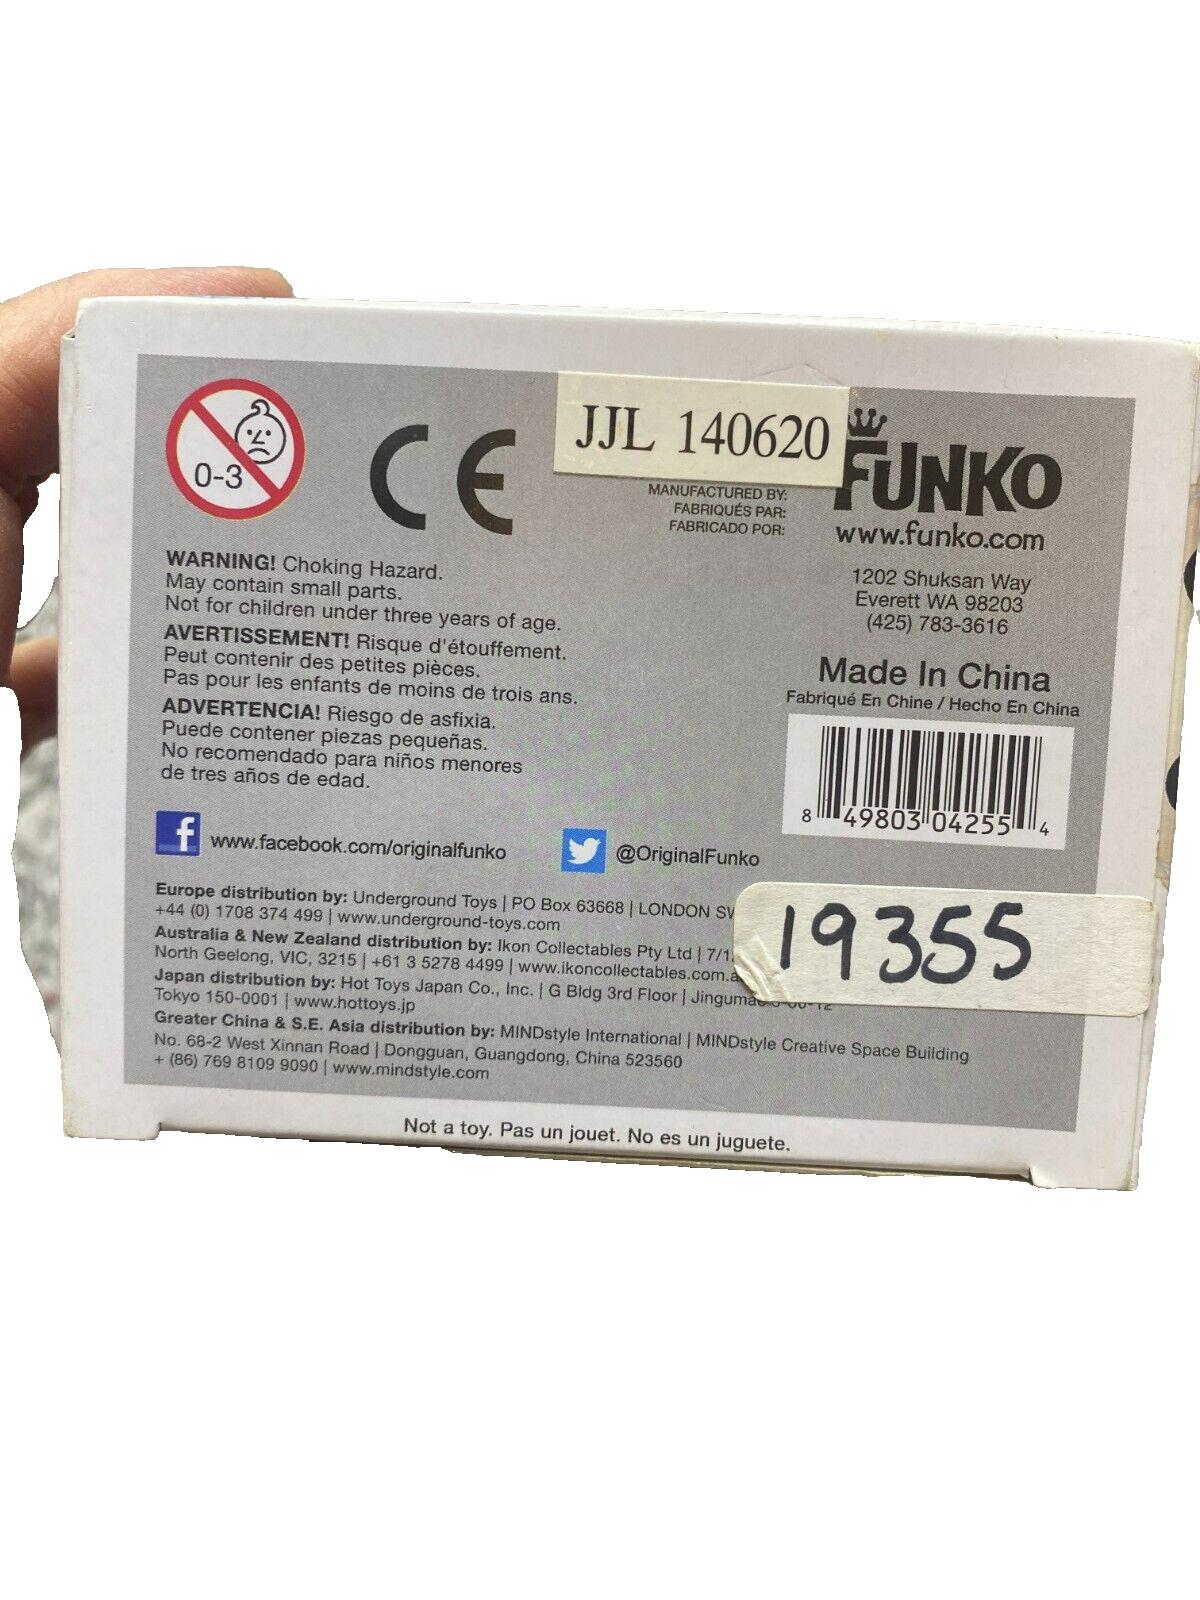 0-3
CE
JJL 140620
FUNKO
MANUFACTURED BY:
FABRIQUÉS PAR:
FABRICADO POR:
www.funko.com
1202 Shuksan Way
Everett WA 98203
(425) 783-3616
Made In China
Fabriqué En Chine / Hecho En China
8 49803 04255 4
WARNING! Choking Hazard.
May contain small parts.
Not for children under three years of age.
AVERTISSEMENT! Risque d'étouffement.
Peut contenir des petites pièces.
Pas pour les enfants de moins de trois ans.
ADVERTENCIA! Riesgo de asfixia.
Puede contener piezas pequeñas.
No recomendado para niños menores
de tres años de edad.
f www.facebook.com/originalfunko
@OriginalFunko
19355
Europe distribution by: Underground Toys | PO Box 63668 | LONDON
+44 (0) 1708 374 499 | www.underground-toys.com
Australia & New Zealand distribution by: Ikon Collectables Pty Ltd |
North Geelong, VIC, 3215 | +61 3 5278 4499 | www.ikoncollectables.com.a
Japan distribution by: Hot Toys Japan Co., Inc. | G Bldg 3rd Floor |
Tokyo 150-0001 | www.hottoys.jp
Greater China & S.E. Asia distribution by: MINDstyle International | MINDstyle Creative Space Building
No. 68-2 West Xinnan Road | Dongguan, Guangdong, China 523560
+ (86) 769 8109 9090 | www.mindstyle.com
Not a toy. Pas un jouet. No es un juguete.